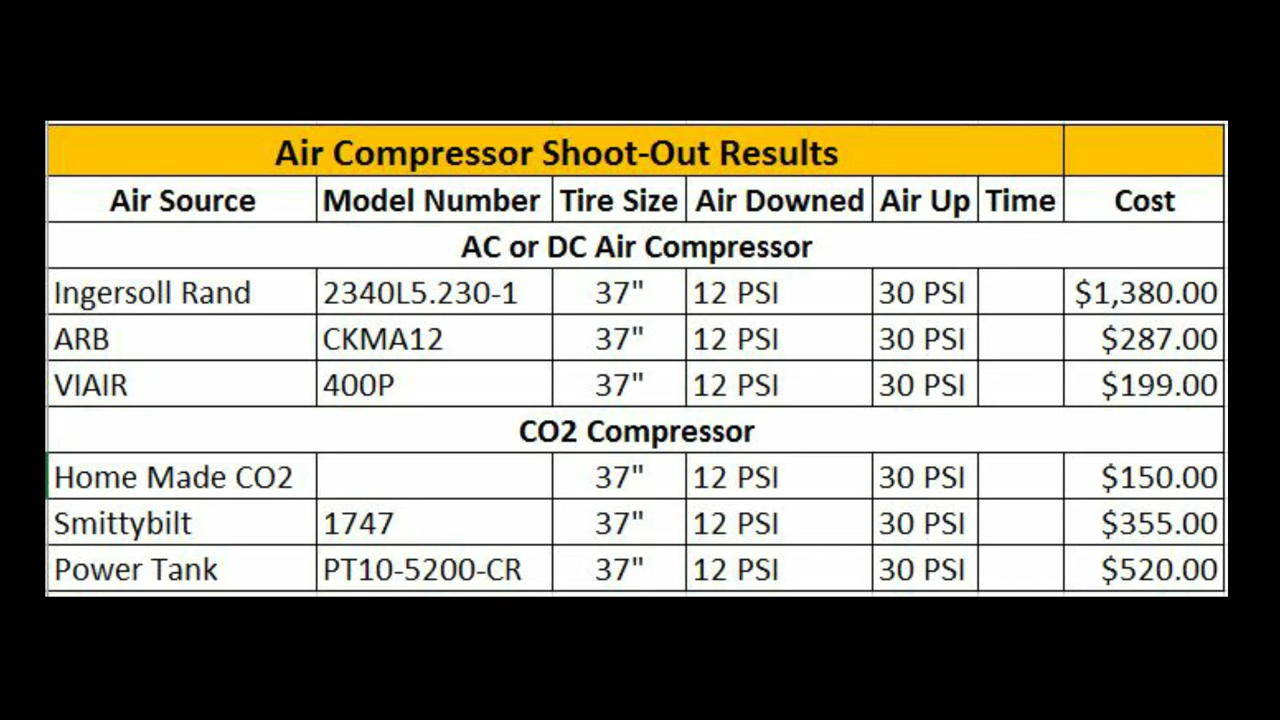 Air Compressor Shoot-Out Results
Air Source Model Number Tire Size Air Downed Air Up Time Cost
AC or DC Air Compressor
Ingersoll Rand 2340L5.230-1 37" 12 PSI 30 PSI $1,380.00
ARB CKMA12 37" 12 PSI 30 PSI $287.00
VIAIR 400P 37" 12 PSI 30 PSI $199.00
CO2 Compressor
Home Made CO2 37" 12 PSI 30 PSI $150.00
Smittybilt 1747 37" 12 PSI 30 PSI $355.00
Power Tank PT10-5200-CR 37" 12 PSI 30 PSI $520.00